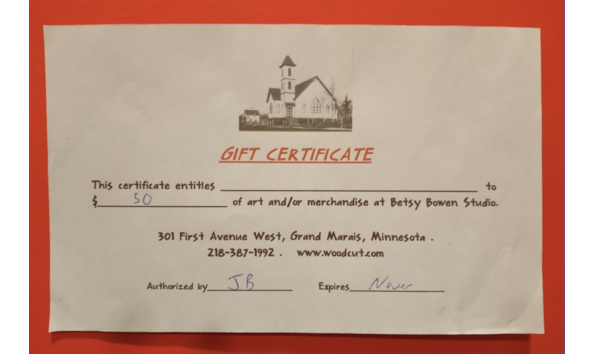 GIFT CERTIFICATE
This certificate entitles ______ to
$ 50 of art and/or merchandise at Betsy Bowen Studio.
301 First Avenue West, Grand Marais, Minnesota .
218-387-1992 . www.woodcut.com
Authorized by JB Expires Never